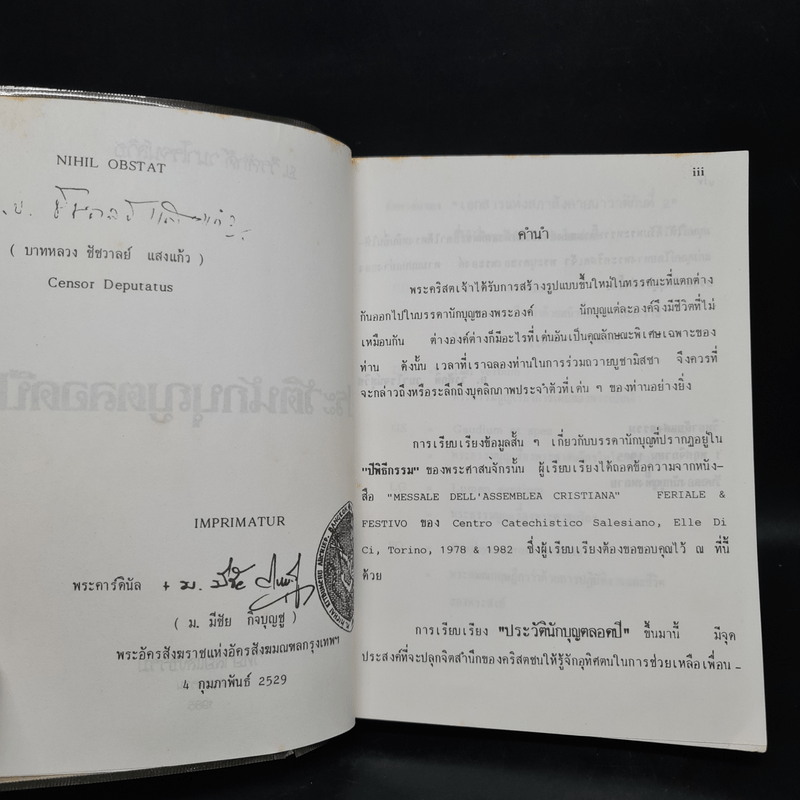 NIHIL OBSTAT
( บาทหลวง ชัชวาลย์ แสงแก้ว )
Censor Deputatus
IMPRIMATUR
พระคาร์ดินัล +
( ม. มีชัย กิจบุญชู )
พระอัครสังฆราชแห่งอัครสังฆมณฑลกรุงเทพฯ
4 กุมภาพันธ์ 2529
iii
คำนำ
พระคริสตเจ้าได้รับการสร้างรูปแบบขึ้นใหม่ในทรรศนะที่แตกต่าง
กันออกไปในบรรดานักบุญของพระองค์ นักบุญแต่ละองค์จึงมีชีวิตที่ไม่
เหมือนกัน ต่างองค์ต่างก็มีอะไรที่เด่นอันเป็นคุณลักษณะพิเศษเฉพาะของ
ท่าน ดังนั้น เวลาที่เราฉลองท่านในการร่วมถวายบูชามิสซา จึงควรที่
จะกล่าวถึงหรือระลึกถึงบุคลิกภาพประจำตัวที่เด่น ๆ ของท่านอย่างยิ่ง
การเรียบเรียงข้อมูลสั้น ๆ เกี่ยวกับบรรดานักบุญที่ปรากฏอยู่ใน
"ปีพิธีกรรม" ของพระศาสนจักรนั้น ผู้เรียบเรียงได้ถอดข้อความจากหนัง-
สือ "MESSALE DELL'ASSEMBLEA CRISTIANA" FERIALE &
FESTIVO ของ Centro Catechistico Salesiano, Elle Di
Ci, Torino, 1978 & 1982 ซึ่งผู้เรียบเรียงต้องขอขอบคุณไว้ ณ ที่นี้
ด้วย
การเรียบเรียง "ประวัตินักบุญตลอดปี" ขึ้นมานี้ มีจุด
ประสงค์ที่จะปลุกจิตสำนึกของคริสตชนให้รู้จักอุทิศตนในการช่วยเหลือเพื่อน-